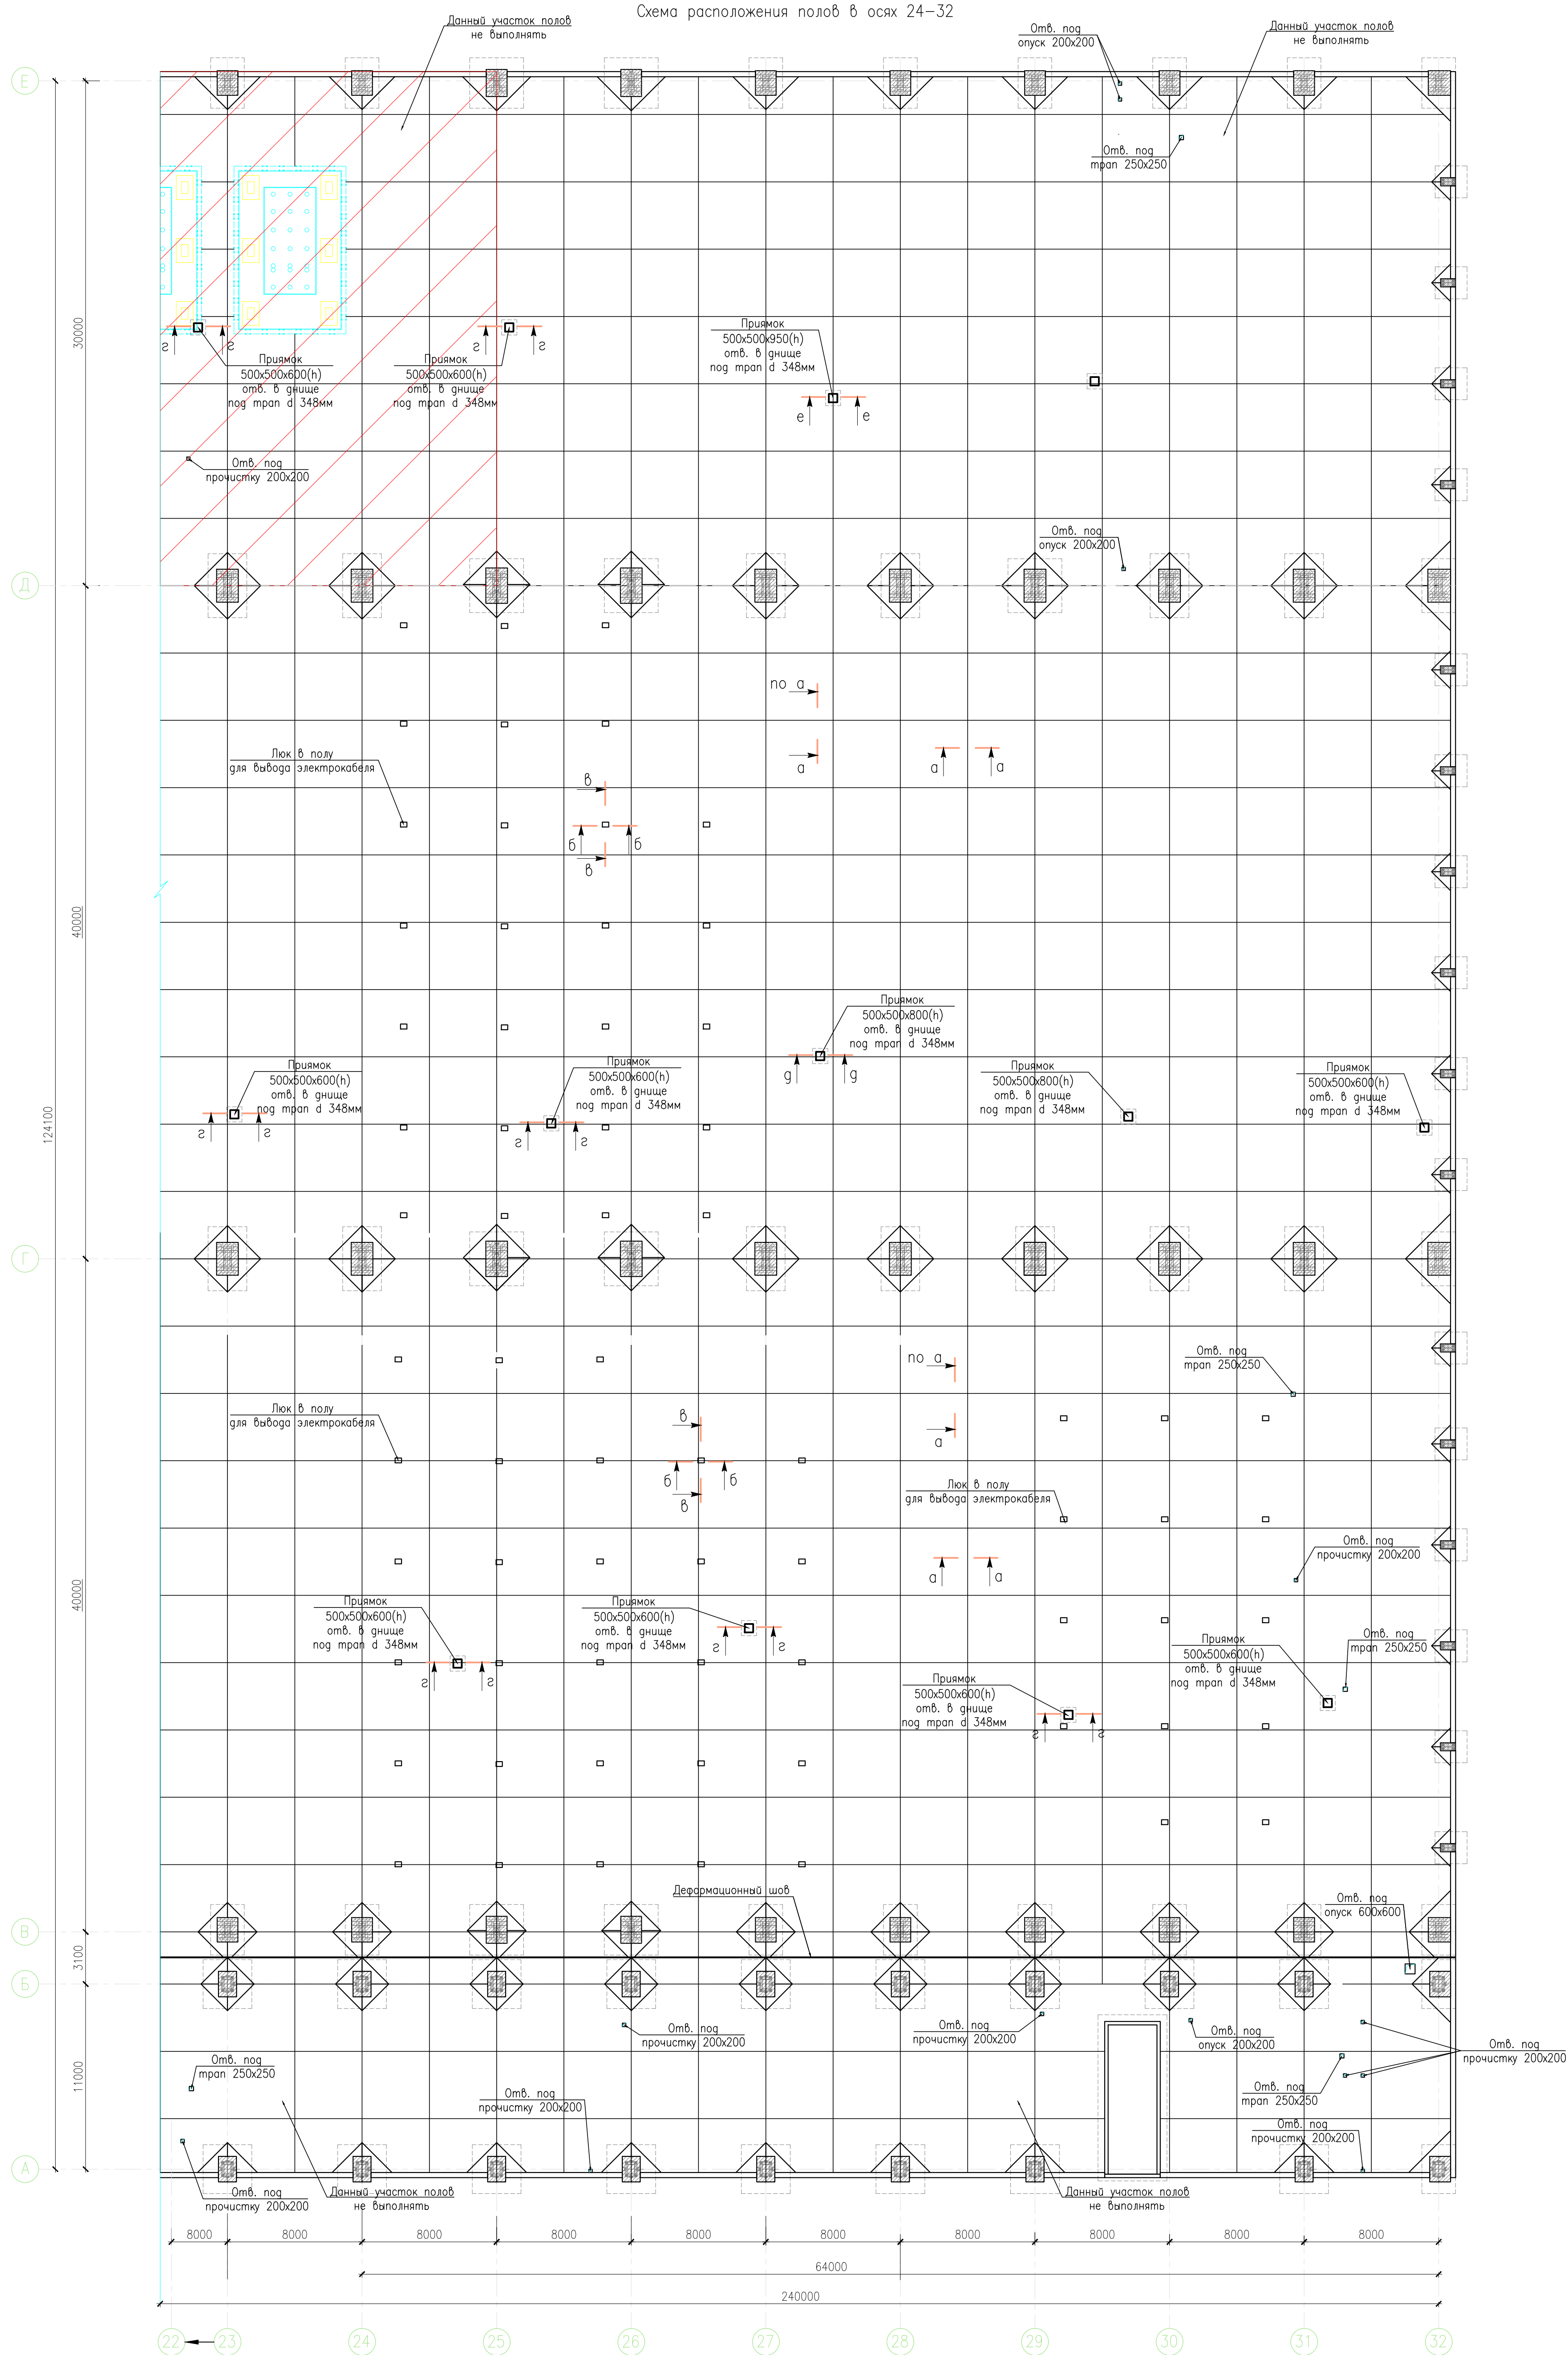 Схема расположения полов в осях 24-32
Данный участок полов
не выполнять
Отв. под
опуск 200х200
Данный участок полов
не выполнять
Е
Отв. под
трап 250х250
30000
Приямок
500х500х950(h)
отв. в днище
под трап d 348мм
г
г
г
г
Приямок
500х500х600(h)
отв. в днище
под трап d 348мм
Приямок
500х500х600(h)
отв. в днище
под трап d 348мм
е
е
Отв. под
прочистку 200х200
Отв. под
опуск 200х200
Д
по а
а
а
а
Люк в полу
для вывода электрокабеля
в
б
б
в
40000
Приямок
500х500х800(h)
отв. в днище
под трап d 348мм
д
д
Приямок
500х500х600(h)
отв. в днище
под трап d 348мм
г
г
Приямок
500х500х600(h)
отв. в днище
под трап d 348мм
г
г
Приямок
500х500х800(h)
отв. в днище
под трап d 348мм
Приямок
500х500х600(h)
отв. в днище
под трап d 348мм
124100
Г
по а
а
Отв. под
трап 250х250
Люк в полу
для вывода электрокабеля
в
б
б
в
Люк в полу
для вывода электрокабеля
Отв. под
прочистку 200х200
а
а
40000
Приямок
500х500х600(h)
отв. в днище
под трап d 348мм
г
г
Приямок
500х500х600(h)
отв. в днище
под трап d 348мм
г
г
Отв. под
трап 250х250
Приямок
500х500х600(h)
отв. в днище
под трап d 348мм
Приямок
500х500х600(h)
отв. в днище
под трап d 348мм
г
г
Деформационный шов
Отв. под
опуск 600х600
В
3100
Б
Отв. под
прочистку 200х200
Отв. под
прочистку 200х200
Отв. под
опуск 200х200
Отв. под
прочистку 200х200
Отв. под
трап 250х250
11000
Отв. под
прочистку 200х200
Отв. под
трап 250х250
Отв. под
прочистку 200х200
А
Отв. под
прочистку 200х200
Данный участок полов
не выполнять
Данный участок полов
не выполнять
8000 8000 8000 8000 8000 8000 8000 8000 8000 8000
64000
240000
22 23 24 25 26 27 28 29 30 31 32